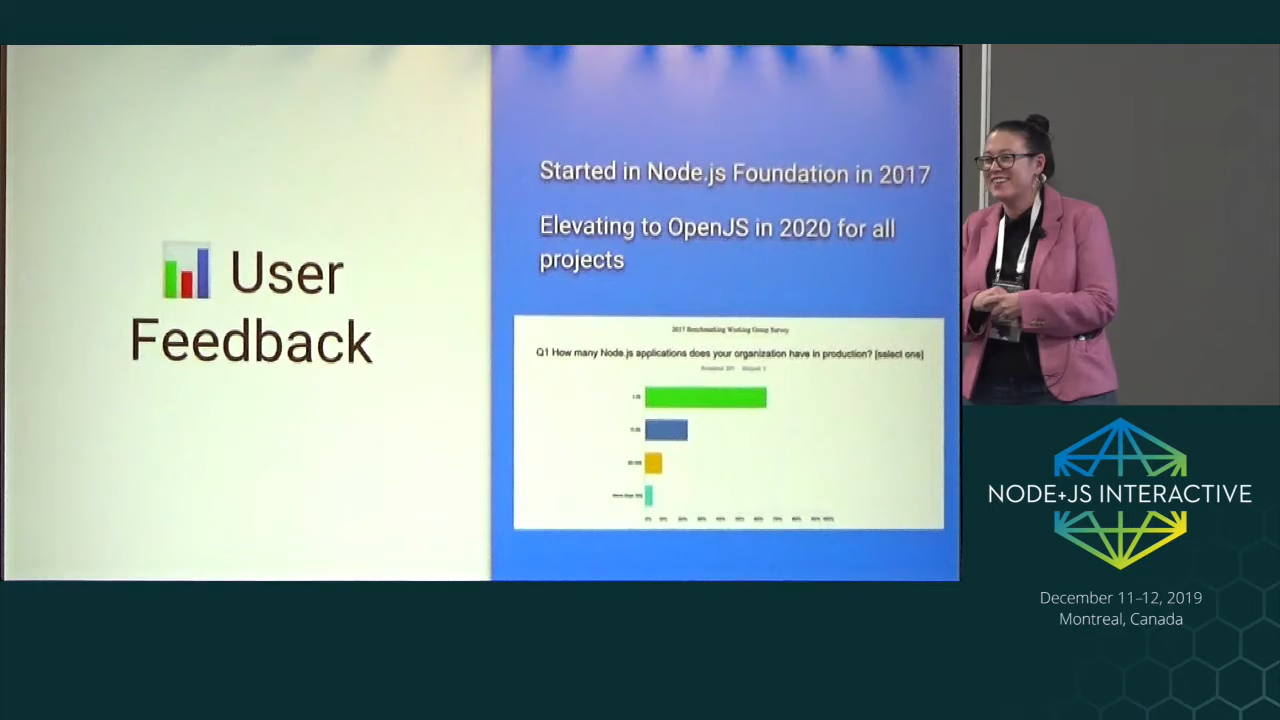 User
Feedback
Started in Node.js Foundation in 2017
Elevating to OpenJS in 2020 for all
projects
2017 Benchmarking Working Group Survey
Q1 How many Node.js applications does your organization have in production? (select one)
NODE+JS INTERACTIVE
December 11–12, 2019
Montreal, Canada